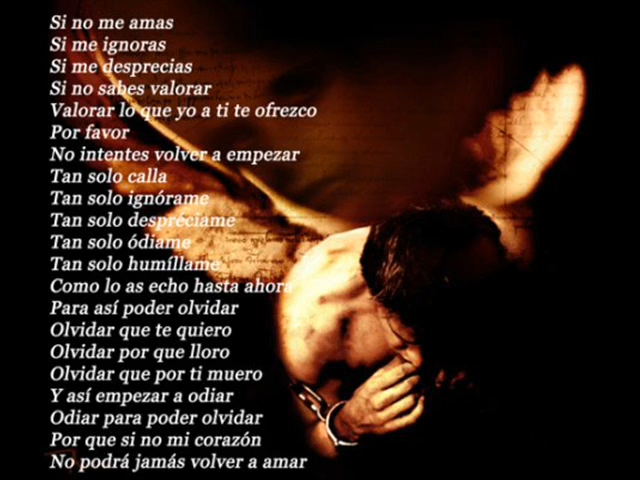 Si no me amas
Si me ignoras
Si me desprecias
Si no sabes valorar
Valorar lo que yo a ti te ofrezco
Por favor
No intentes volver a empezar
Tan solo calla
Tan solo ignórame
Tan solo despréciame
Tan solo ódiame
Tan solo humíllame
Como lo as echo hasta ahora
Para así poder olvidar
Olvidar que te quiero
Olvidar por que lloro
Olvidar que por ti muero
Y así empezar a odiar
Odiar para poder olvidar
Por que si no mi corazón
No podrá jamás volver a amar